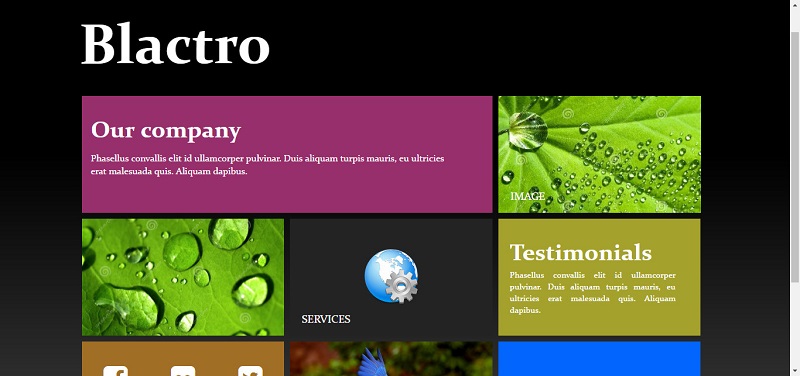 Blactro
Our company
Phasellus convallis elit id ullamcorper pulvinar. Duis aliquam turpis mauris, eu ultricies
erat malesuada quis. Aliquam dapibus.
IMAGE
SERVICES
Testimonials
Phasellus convallis elit id ullamcorper
pulvinar. Duis aliquam turpis mauris, eu
ultricies erat malesuada quis. Aliquam
dapibus.